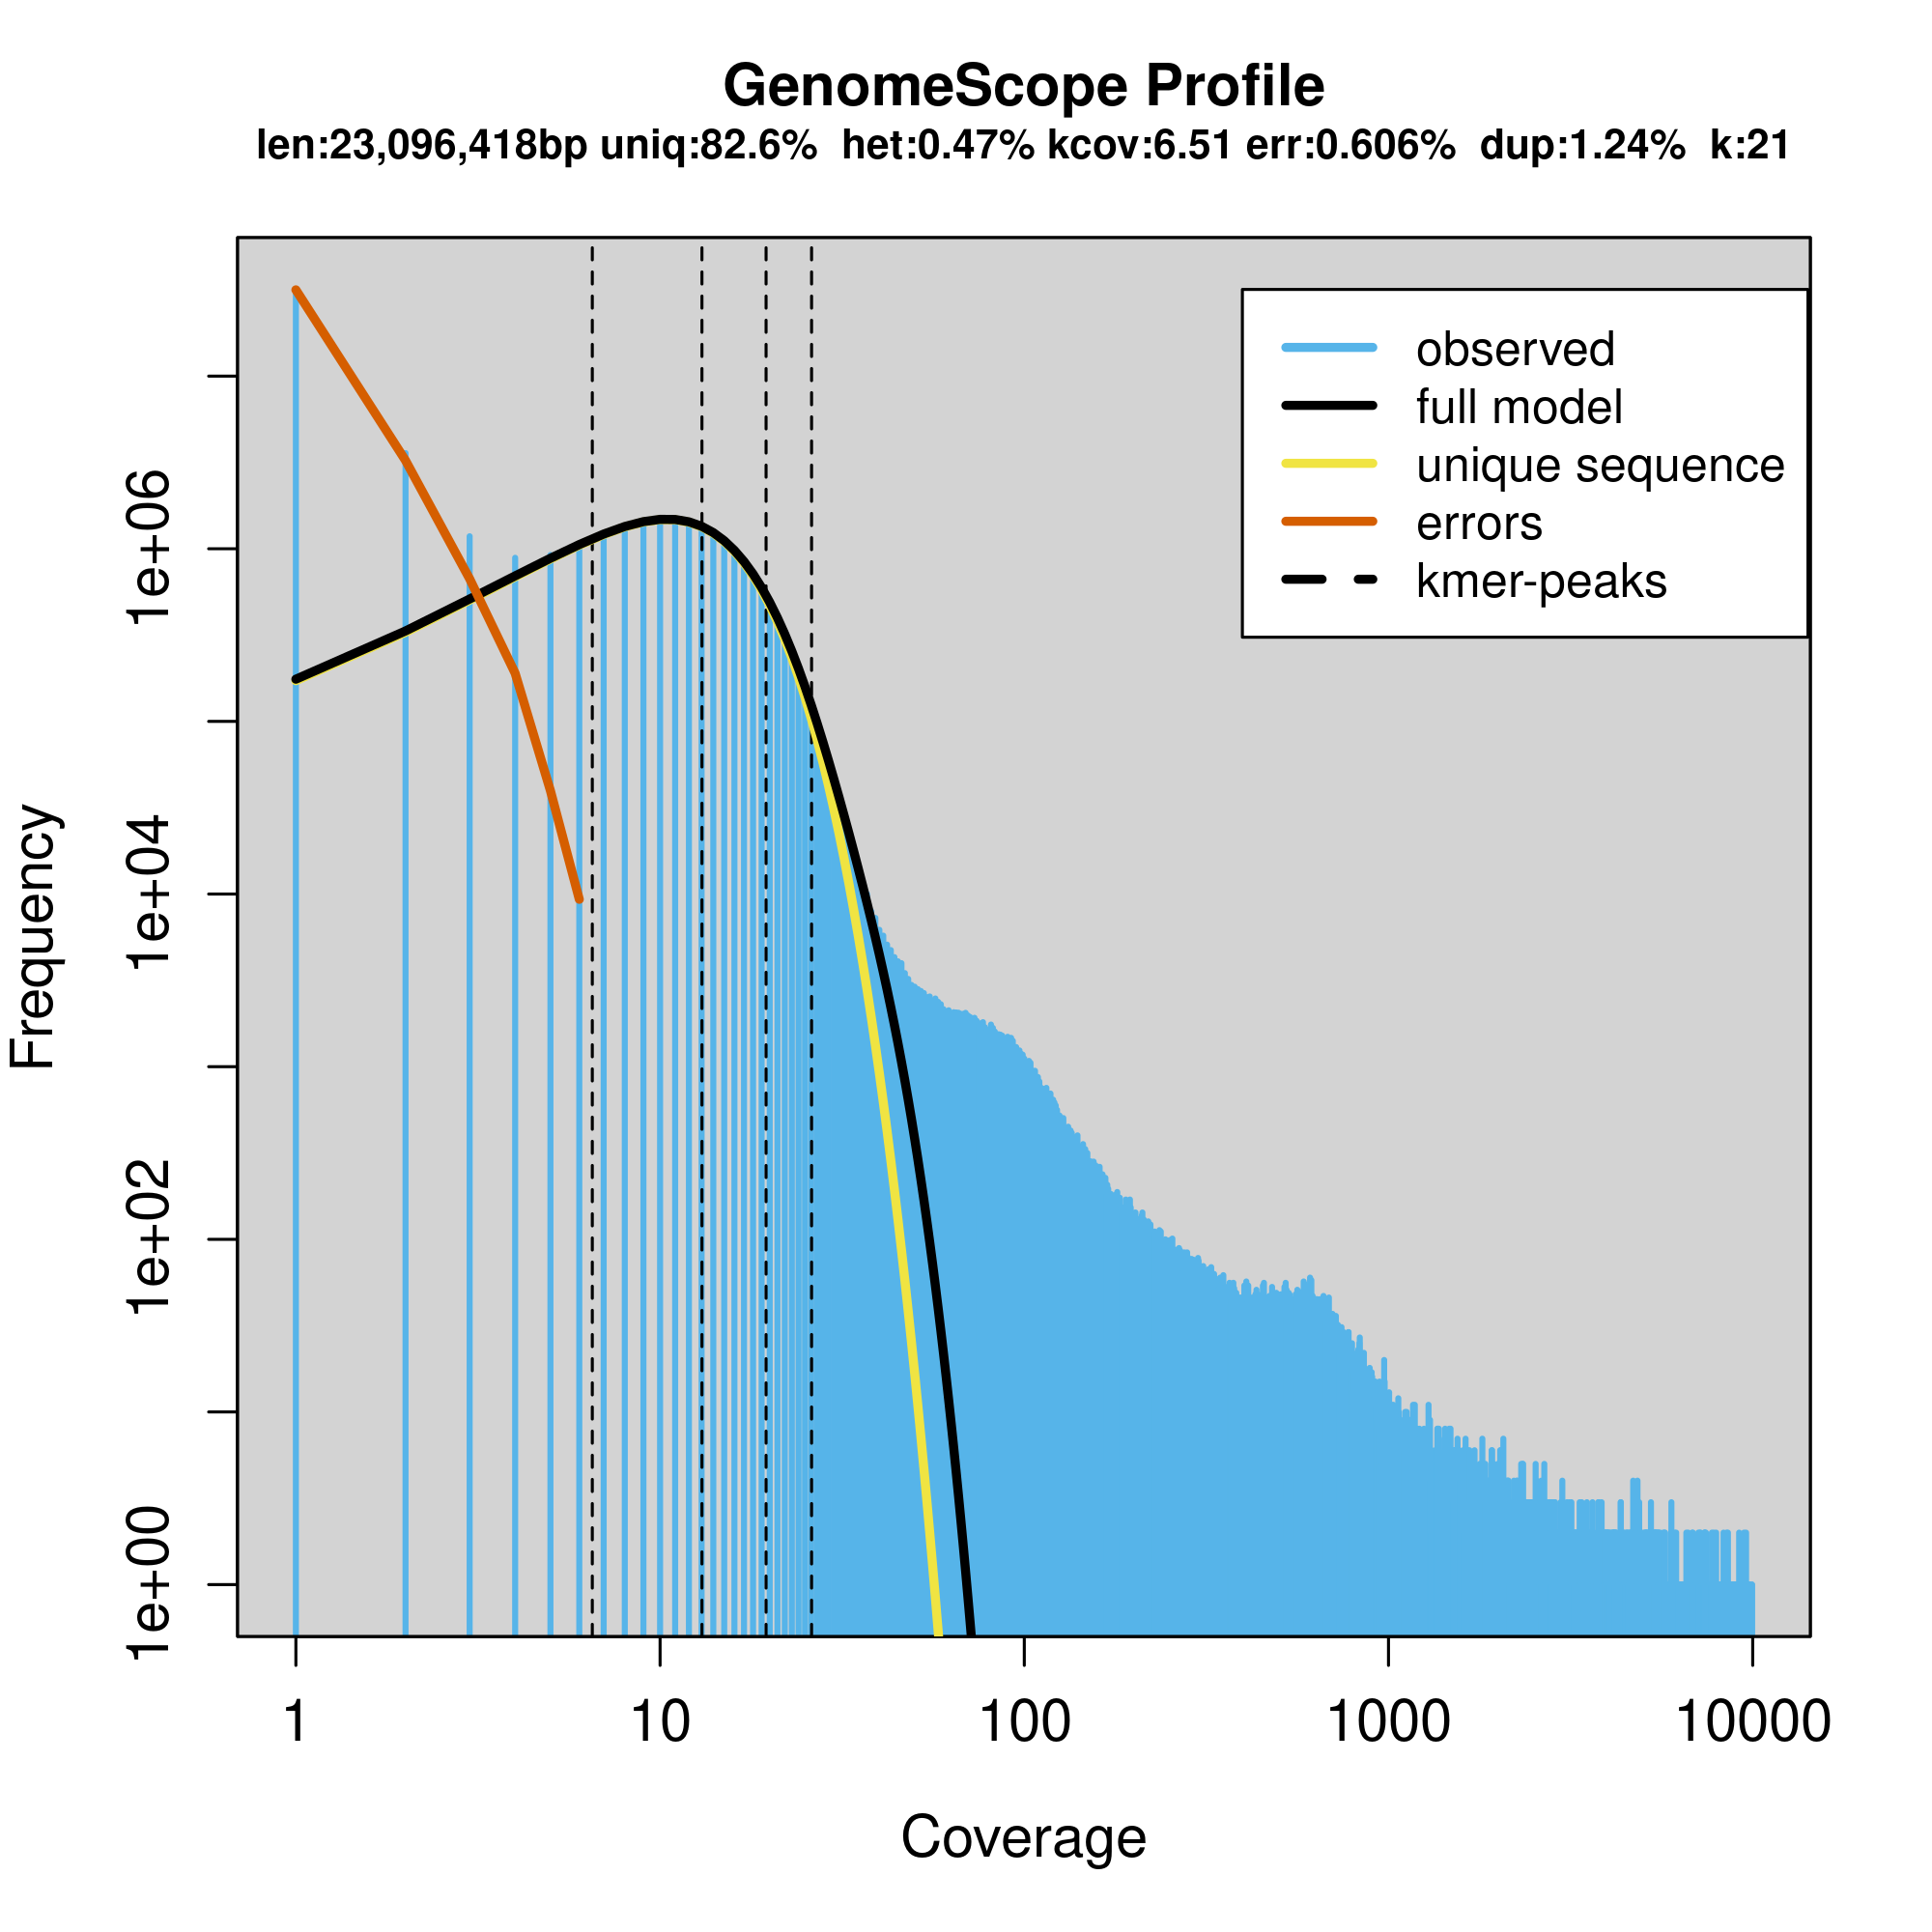 GenomeScope Profile
len:23,096,418bp uniq:82.6% het:0.47% kcov:6.51 err:0.606% dup:1.24% k:21
observed
full model
unique sequence
errors
kmer-peaks
Frequency
1e+06
1e+04
1e+02
1e+00
1 10 100 1000 10000
Coverage